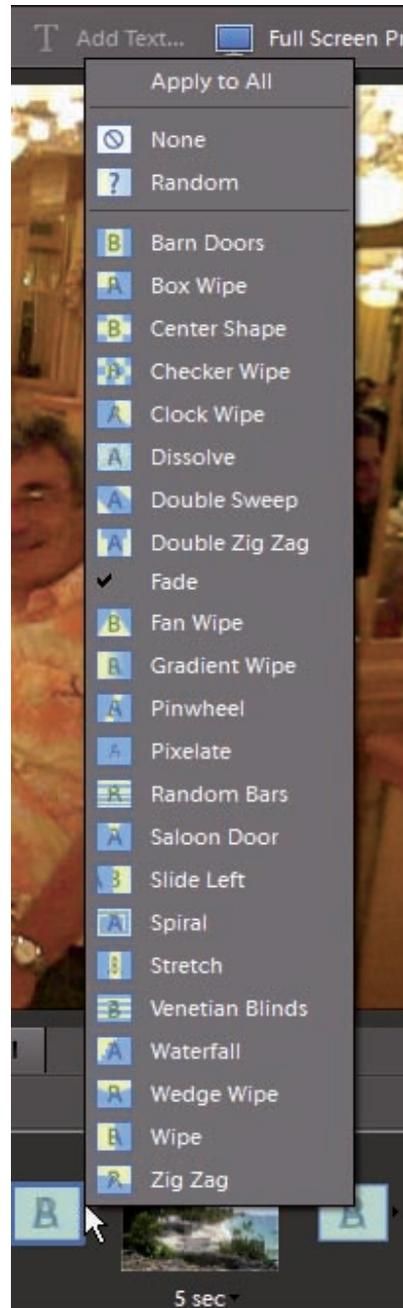 T Add Text... Full Screen Pr
Apply to All
None
? Random
B Barn Doors
A Box Wipe
B Center Shape
B Checker Wipe
A Clock Wipe
A Dissolve
A Double Sweep
A Double Zig Zag
Fade
B Fan Wipe
B Gradient Wipe
A Pinwheel
A Pixelate
R Random Bars
A Saloon Door
B Slide Left
A Spiral
B Stretch
B Venetian Blinds
A Waterfall
A Wedge Wipe
B Wipe
A Zig Zag
B B
5 sec